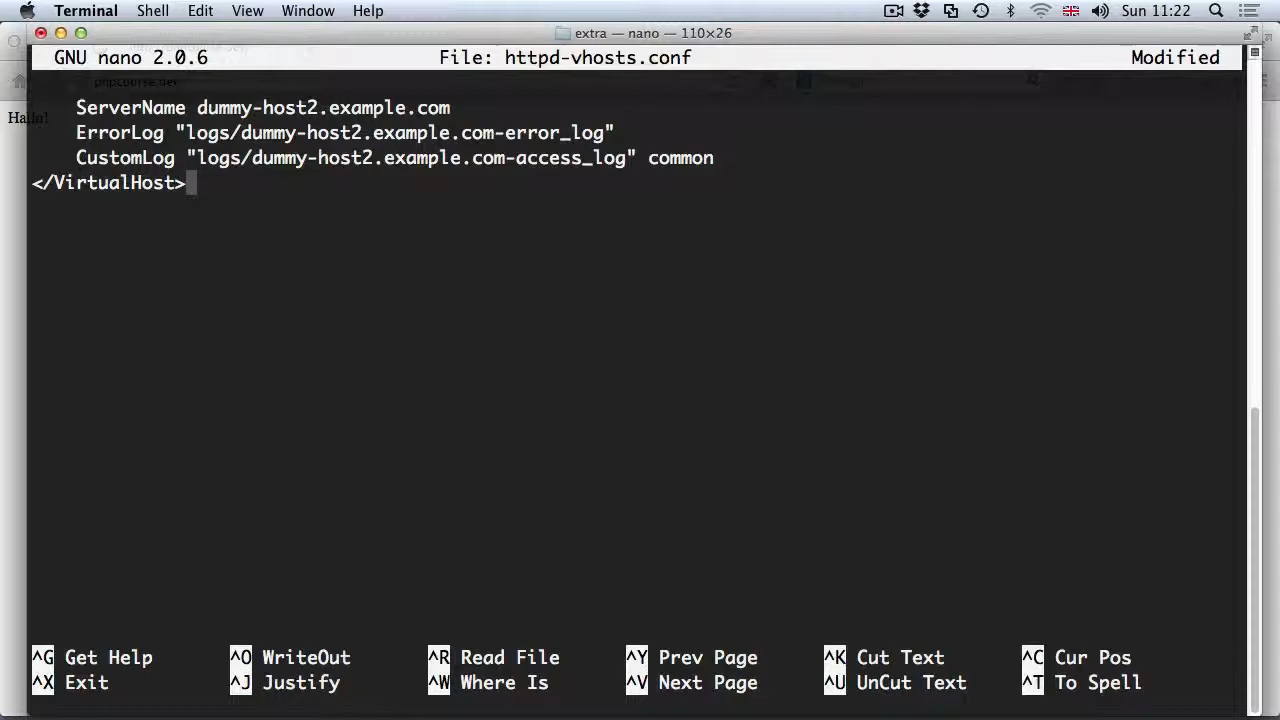 Terminal Shell Edit View Window Help Sun 11:22
extra — nano — 110×26
GNU nano 2.0.6 File: httpd-vhosts.conf Modified
phpcourse.dev
ServerName dummy-host2.example.com
Hallo!
ErrorLog "logs/dummy-host2.example.com-error_log"
CustomLog "logs/dummy-host2.example.com-access_log" common
</VirtualHost>
^G Get Help ^O WriteOut ^R Read File ^Y Prev Page ^K Cut Text ^C Cur Pos
^X Exit ^J Justify ^W Where Is ^V Next Page ^U UnCut Text ^T To Spell